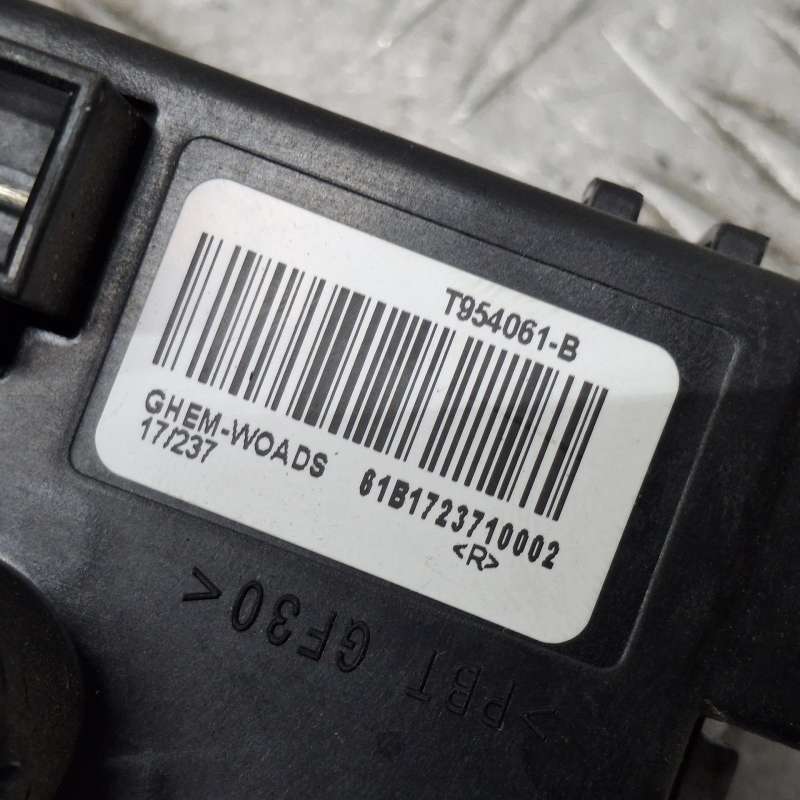 T954061-B
GHEM-WOADS
17/237
61B1723710002
<R>
>PBT GF30<